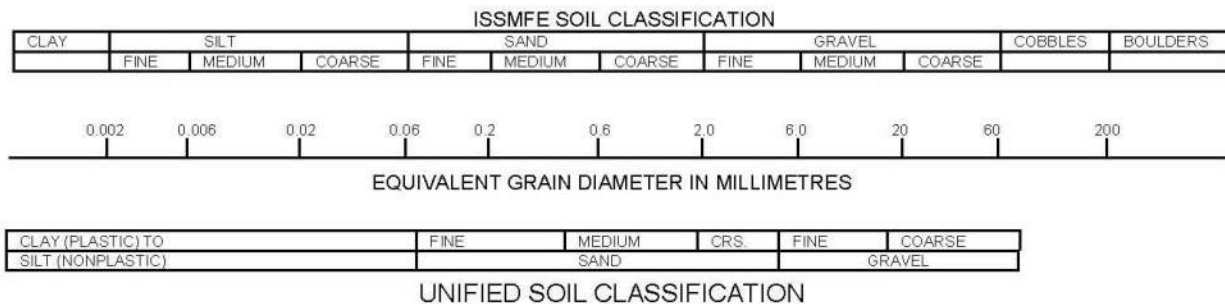 ISSMFE SOIL CLASSIFICATION
CLAY SILT SAND GRAVEL COBBLES BOULDERS
FINE MEDIUM COARSE FINE MEDIUM COARSE FINE MEDIUM COARSE
0.002 0.006 0.02 0.06 0.2 0.6 2.0 6.0 20 60 200
EQUIVALENT GRAIN DIAMETER IN MILLIMETRES
CLAY (PLASTIC) TO FINE MEDIUM CRS. FINE COARSE
SILT (NONPLASTIC) SAND GRAVEL
UNIFIED SOIL CLASSIFICATION